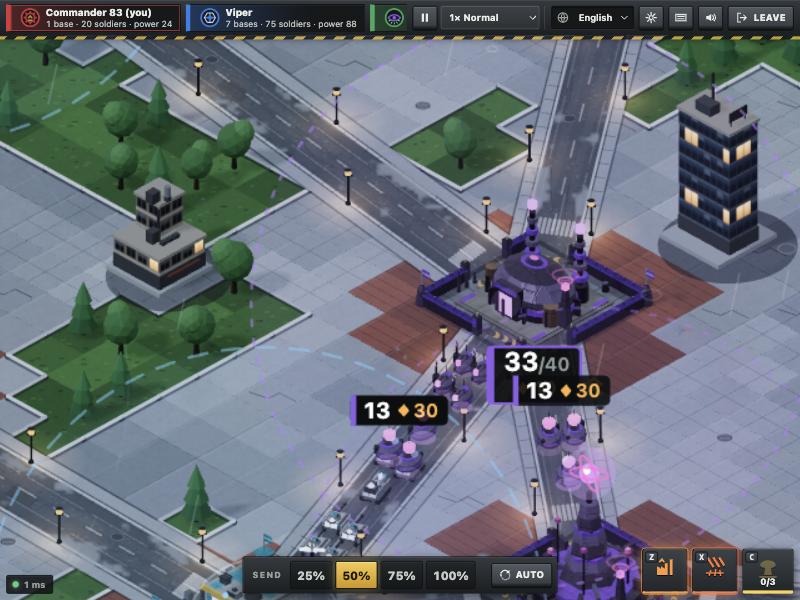 Commander 83 (you)
1 base · 20 soldiers · power 24
Viper
7 bases · 75 soldiers · power 88
1x Normal
English
LEAVE
33/40
13 30
13 30
SEND 25% 50% 75% 100% AUTO
Z
X
C
0/3
1 ms